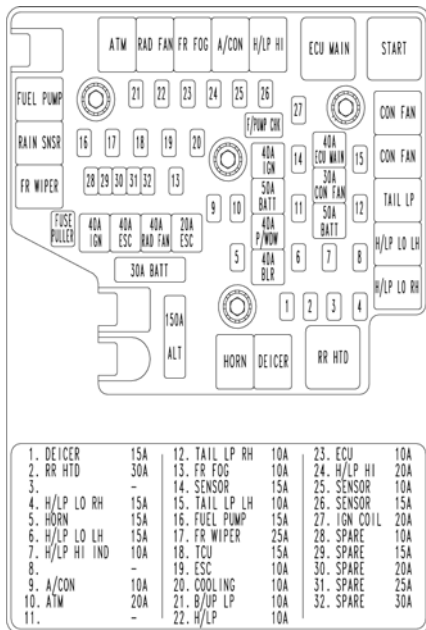 ATM RAD FAN FR FOG A/CON H/LP HI ECU MAIN START
FUEL PUMP
RAIN SNSR
FR WIPER
21 22 23 24 25 26 27
F/PUMP CHK
CON FAN
CON FAN
TAIL LP
H/LP LO LH
H/LP LO RH
16 17 18 19 20
28 29 30 31 32 13
40A
IGN
50A
BATT
40A
P/WDW
40A
BLR
14
40A
ECU MAIN
30A
CON FAN
50A
BATT
15
9 10 11 12
FUSE
PULLER
40A
IGN
40A
ESC
40A
RAD FAN
20A
ESC
5 6 7 8
30A BATT
150A
ALT
1 2 3 4
HORN DEICER RR HTD
1. DEICER 15A
2. RR HTD 30A
3. -
4. H/LP LO RH 15A
5. HORN 15A
6. H/LP LO LH 15A
7. H/LP HI IND 10A
8. -
9. A/CON 10A
10. ATM 20A
11. -
12. TAIL LP RH 10A
13. FR FOG 10A
14. SENSOR 15A
15. TAIL LP LH 10A
16. FUEL PUMP 15A
17. FR WIPER 25A
18. TCU 15A
19. ESC 10A
20. COOLING 10A
21. B/UP LP 10A
22. H/LP 10A
23. ECU 10A
24. H/LP HI 20A
25. SENSOR 10A
26. SENSOR 15A
27. IGN COIL 20A
28. SPARE 10A
29. SPARE 15A
30. SPARE 20A
31. SPARE 25A
32. SPARE 30A